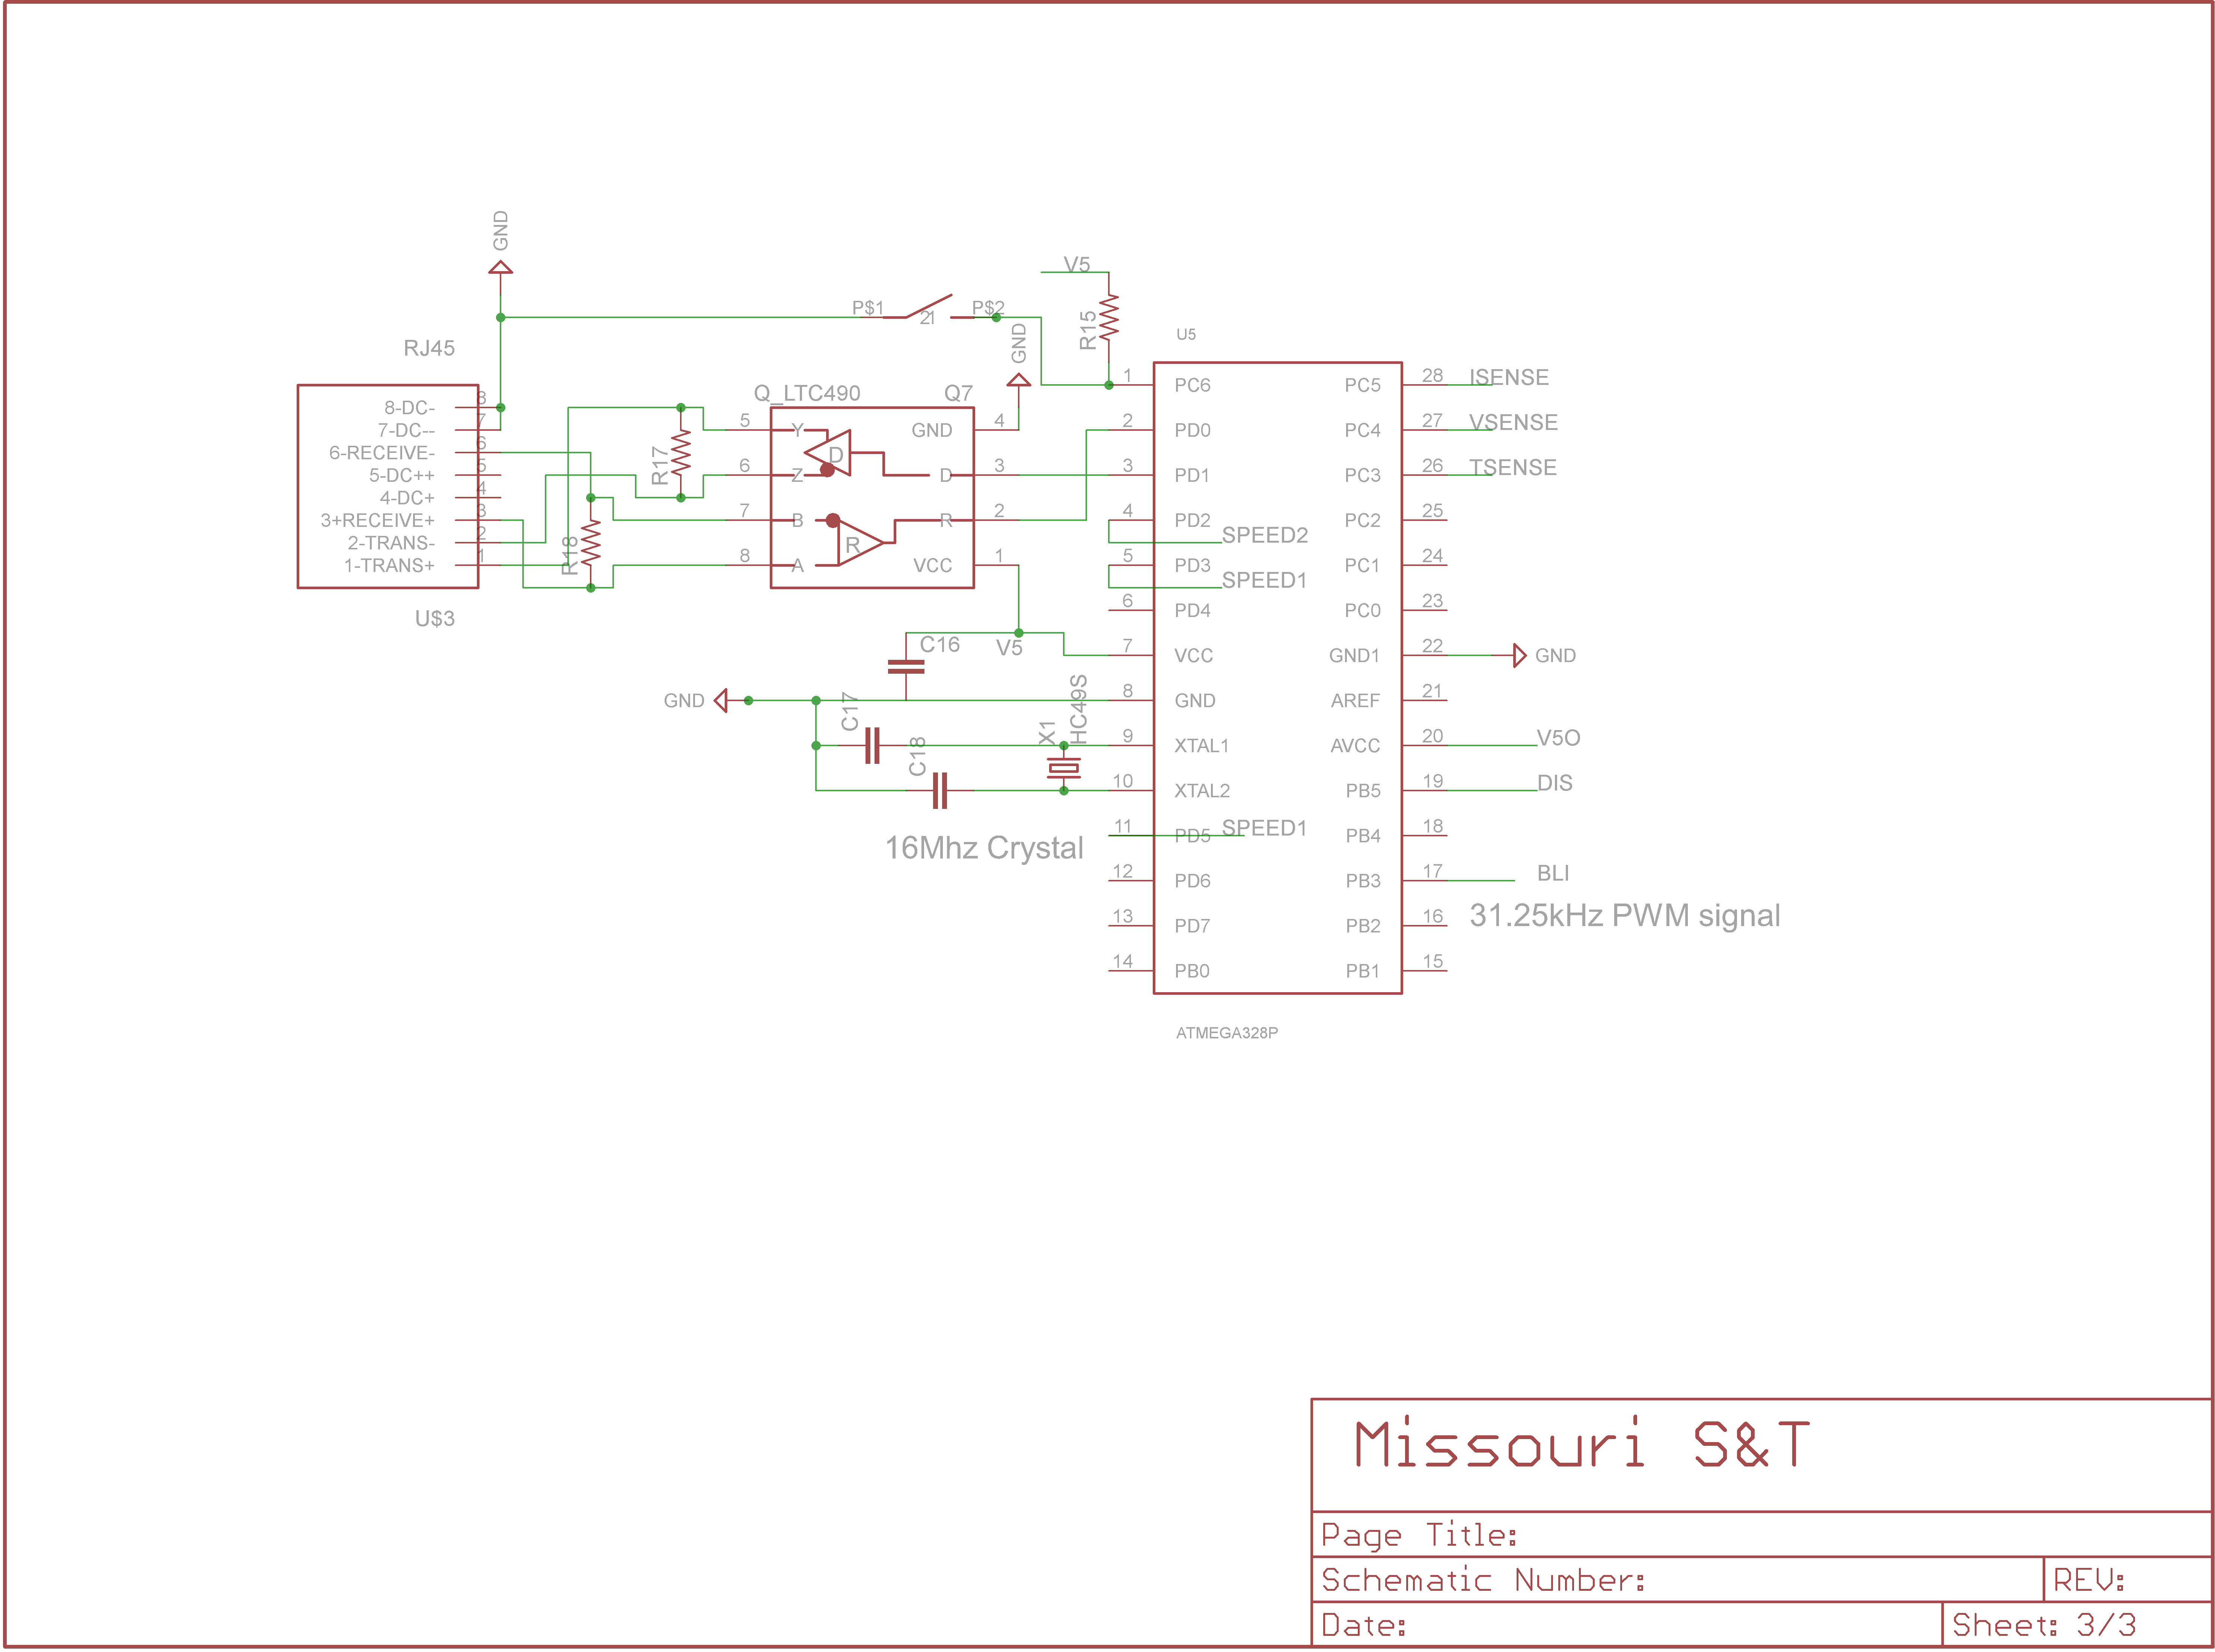 GND
V5
P$1
21
P$2
GND
R15
RJ45
U5
Q_LTC490
Q7
8-DC-
8
7-DC--
7
6-RECEIVE-
6
5-DC++
5
4-DC+
4
3+RECEIVE+
3
2-TRANS-
2
1-TRANS+
1
U$3
R17
R18
5
Y
D
GND
4
6
Z
D
3
7
B
R
2
8
A
R
VCC
1
1
PC6
PC5
28
ISENSE
2
PD0
PC4
27
VSENSE
3
PD1
PC3
26
TSENSE
4
PD2
SPEED2
PC2
25
5
PD3
SPEED1
PC1
24
6
PD4
PC0
23
C16
V5
7
VCC
GND1
22
GND
GND
8
GND
AREF
21
C17
X1
HC49S
9
XTAL1
AVCC
20
V5O
C18
10
XTAL2
PB5
19
DIS
16Mhz Crystal
11
PD5
SPEED1
PB4
18
12
PD6
PB3
17
BLI
31.25kHz PWM signal
13
PD7
PB2
16
14
PB0
PB1
15
ATMEGA328P
Missouri S&T
Page Title:
Schematic Number:
REV:
Date:
Sheet: 3/3